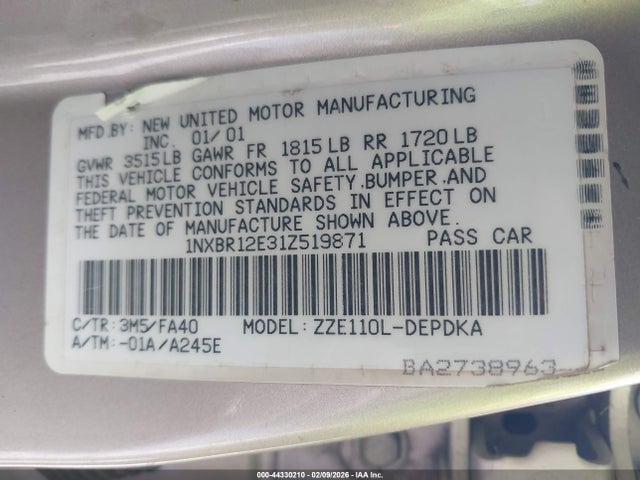 MFD.BY: NEW UNITED MOTOR MANUFACTURING
INC. 01/01
GVWR 3515LB GAWR FR 1815LB RR 1720LB
THIS VEHICLE CONFORMS TO ALL APPLICABLE
FEDERAL MOTOR VEHICLE SAFETY,BUMPER,AND
THEFT PREVENTION STANDARDS IN EFFECT ON
THE DATE OF MANUFACTURE SHOWN ABOVE.
1NXBR12E31Z519871 PASS CAR
C/TR: 3M5/FA40 MODEL: ZZE110L-DEPDKA
A/TM: -01A/A245E
BA2738963
000-44330210 | 02/09/2026 | © IAA Inc.